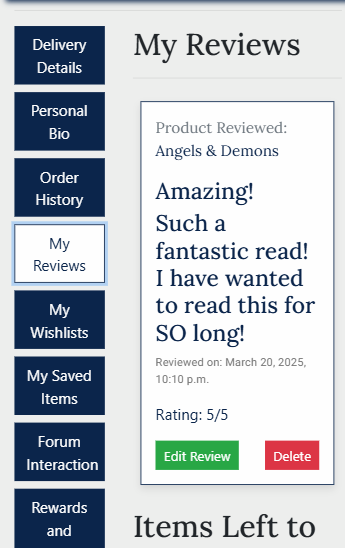 Delivery
Details
Personal
Bio
Order
History
My
Reviews
My
Wishlists
My Saved
Items
Forum
Interaction
Rewards
and
My Reviews
Product Reviewed:
Angels & Demons
Amazing!
Such a
fantastic read!
I have wanted
to read this for
SO long!
Reviewed on: March 20, 2025,
10:10 p.m.
Rating: 5/5
Edit Review
Delete
Items Left to